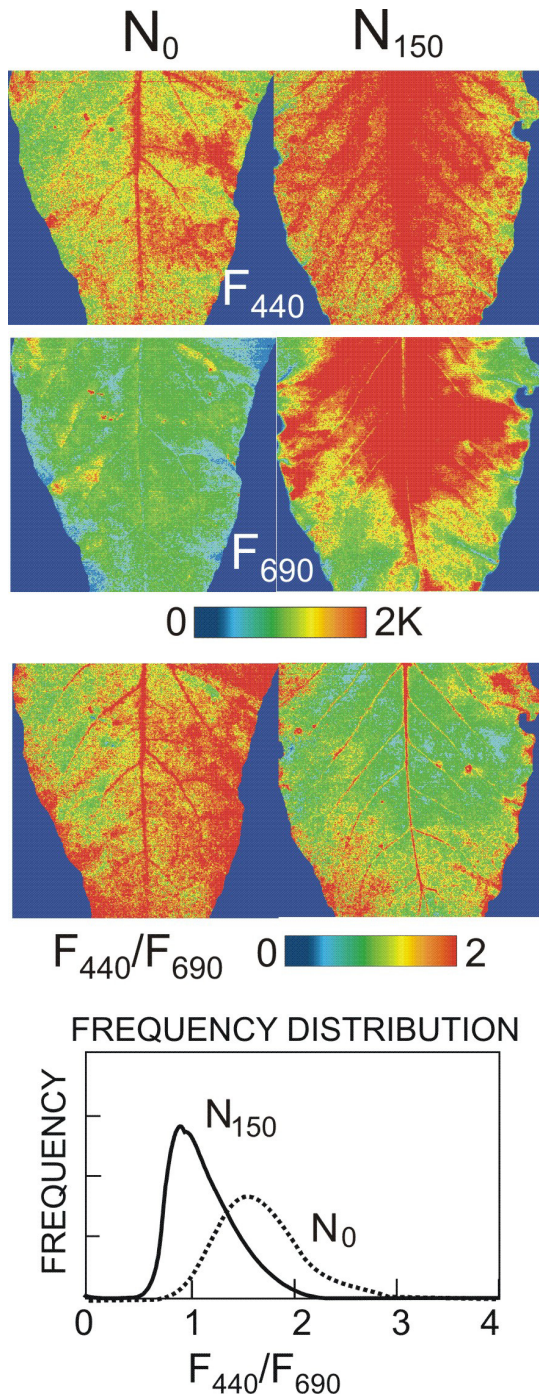 N₀ N₁₅₀
F₄₄₀
F₆₉₀
0 2K
F₄₄₀/F₆₉₀ 0 2
FREQUENCY DISTRIBUTION
FREQUENCY
N₁₅₀
N₀
0 1 2 3 4
F₄₄₀/F₆₉₀